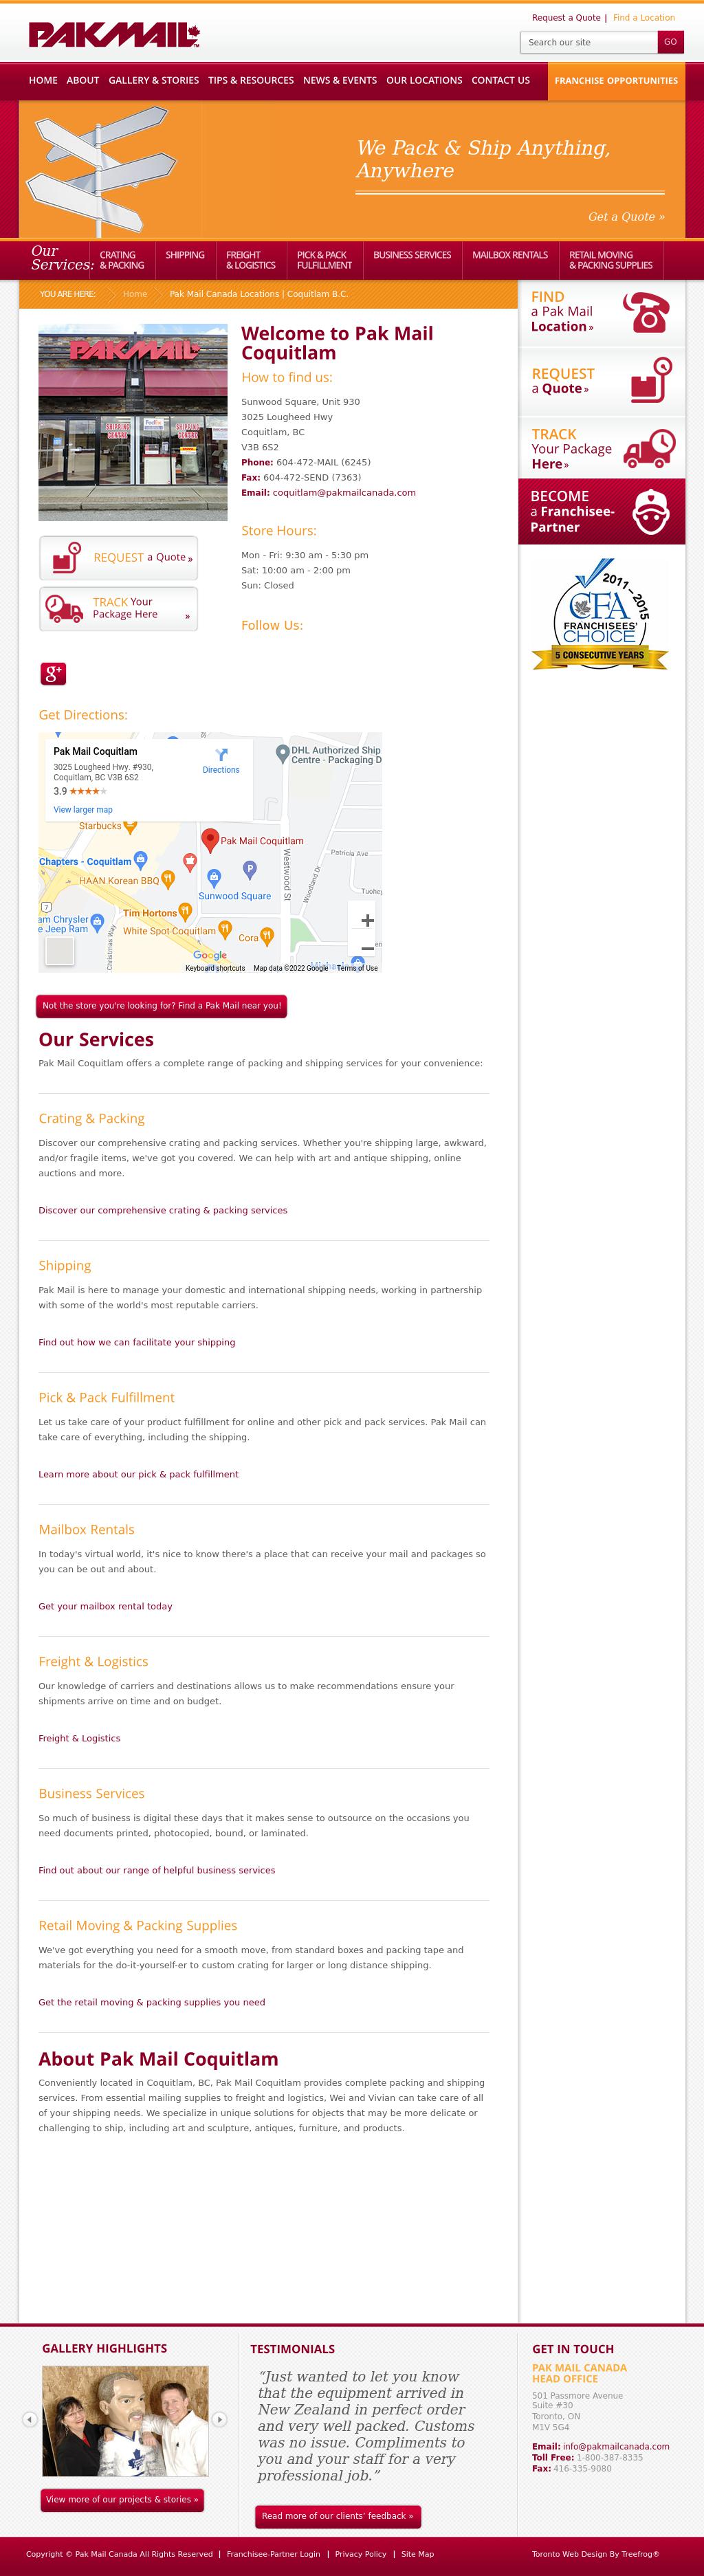 PAKMAIL
Request a Quote | Find a Location
Search our site GO
HOME ABOUT GALLERY & STORIES TIPS & RESOURCES NEWS & EVENTS OUR LOCATIONS CONTACT US FRANCHISE OPPORTUNITIES
We Pack & Ship Anything,
Anywhere
Get a Quote »
Our
Services:
CRATING
& PACKING
SHIPPING
FREIGHT
& LOGISTICS
PICK & PACK
FULFILLMENT
BUSINESS SERVICES
MAILBOX RENTALS
RETAIL MOVING
& PACKING SUPPLIES
YOU ARE HERE: Home Pak Mail Canada Locations | Coquitlam B.C.
FIND
a Pak Mail
Location »
REQUEST
a Quote »
TRACK
Your Package
Here »
BECOME
a Franchisee-
Partner
2011-2015
CFA
FRANCHISEES'
CHOICE
5 CONSECUTIVE YEARS
PAKMAIL
SHIPPING
CENTRE
FedEx
SHIPPING
CENTRE
Welcome to Pak Mail
Coquitlam
How to find us:
Sunwood Square, Unit 930
3025 Lougheed Hwy
Coquitlam, BC
V3B 6S2
Phone: 604-472-MAIL (6245)
Fax: 604-472-SEND (7363)
Email: coquitlam@pakmailcanada.com
REQUEST a Quote »
TRACK Your
Package Here »
Store Hours:
Mon - Fri: 9:30 am - 5:30 pm
Sat: 10:00 am - 2:00 pm
Sun: Closed
Follow Us:
g+
Get Directions:
Pak Mail Coquitlam
3025 Lougheed Hwy. #930,
Coquitlam, BC V3B 6S2
3.9
View larger map
Directions
DHL Authorized Ship
Centre - Packaging D
Starbucks
Pak Mail Coquitlam
Chapters - Coquitlam
HAAN Korean BBQ
Sunwood Square
P
Westwood St
Patricia Ave
Woodland Dr
Tuohey
7
am Chrysler
e Jeep Ram
Tim Hortons
White Spot Coquitlam
Cora
Christmas Way
Google
Michaels
Keyboard shortcuts Map data ©2022 Google Terms of Use
Not the store you're looking for? Find a Pak Mail near you!
Our Services
Pak Mail Coquitlam offers a complete range of packing and shipping services for your convenience:
Crating & Packing
Discover our comprehensive crating and packing services. Whether you're shipping large, awkward,
and/or fragile items, we've got you covered. We can help with art and antique shipping, online
auctions and more.
Discover our comprehensive crating & packing services
Shipping
Pak Mail is here to manage your domestic and international shipping needs, working in partnership
with some of the world's most reputable carriers.
Find out how we can facilitate your shipping
Pick & Pack Fulfillment
Let us take care of your product fulfillment for online and other pick and pack services. Pak Mail can
take care of everything, including the shipping.
Learn more about our pick & pack fulfillment
Mailbox Rentals
In today's virtual world, it's nice to know there's a place that can receive your mail and packages so
you can be out and about.
Get your mailbox rental today
Freight & Logistics
Our knowledge of carriers and destinations allows us to make recommendations ensure your
shipments arrive on time and on budget.
Freight & Logistics
Business Services
So much of business is digital these days that it makes sense to outsource on the occasions you
need documents printed, photocopied, bound, or laminated.
Find out about our range of helpful business services
Retail Moving & Packing Supplies
We've got everything you need for a smooth move, from standard boxes and packing tape and
materials for the do-it-yourself-er to custom crating for larger or long distance shipping.
Get the retail moving & packing supplies you need
About Pak Mail Coquitlam
Conveniently located in Coquitlam, BC, Pak Mail Coquitlam provides complete packing and shipping
services. From essential mailing supplies to freight and logistics, Wei and Vivian can take care of all
of your shipping needs. We specialize in unique solutions for objects that may be more delicate or
challenging to ship, including art and sculpture, antiques, furniture, and products.
GALLERY HIGHLIGHTS
View more of our projects & stories »
TESTIMONIALS
“Just wanted to let you know
that the equipment arrived in
New Zealand in perfect order
and very well packed. Customs
was no issue. Compliments to
you and your staff for a very
professional job.”
Read more of our clients’ feedback »
GET IN TOUCH
PAK MAIL CANADA
HEAD OFFICE
501 Passmore Avenue
Suite #30
Toronto, ON
M1V 5G4
Email: info@pakmailcanada.com
Toll Free: 1-800-387-8335
Fax: 416-335-9080
Copyright © Pak Mail Canada All Rights Reserved | Franchisee-Partner Login | Privacy Policy | Site Map
Toronto Web Design By Treefrog®